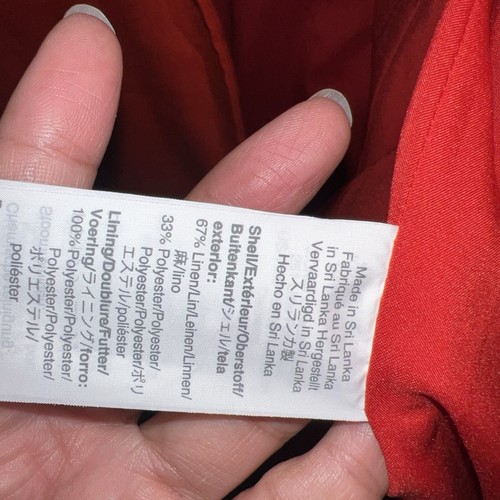 Made in Sri Lanka
Fabriqué au Sri Lanka
in Sri Lanka Hergestellt
Vervaardigd in Sri Lanka
スリランカ製
Hecho en Sri Lanka
Shell/Extérieur/Oberstoff/
Buitenkant/シェル/tela
exterior:
67% Linen/Lin/Leinen/Linnen/
麻/lino
33% Polyester/Polyester/
Polyester/Polyester/ポリ
エステル/poliéster
Lining/Doublure/Futter/
Voering/ライニング/forro:
100% Polyester/Polyester/
Polyester/Polyester/
ポリエステル/
poliéster